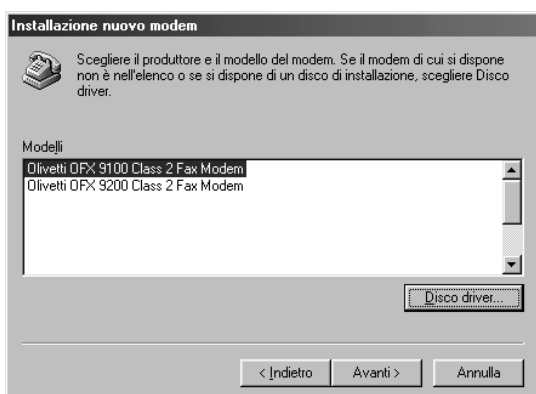 Installazione nuovo modem
Scegliere il produttore e il modello del modem. Se il modem di cui si dispone
non è nell'elenco o se si dispone di un disco di installazione, scegliere Disco
driver.
Modelli
Olivetti OFX 9100 Class 2 Fax Modem
Olivetti OFX 9200 Class 2 Fax Modem
Disco driver...
< Indietro
Avanti >
Annulla